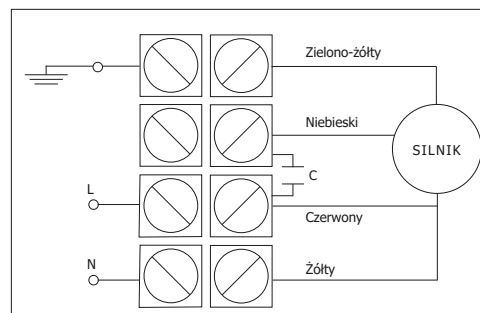 Zielono-żółty
Niebieski
SILNIK
C
L
Czerwony
N
Żółty